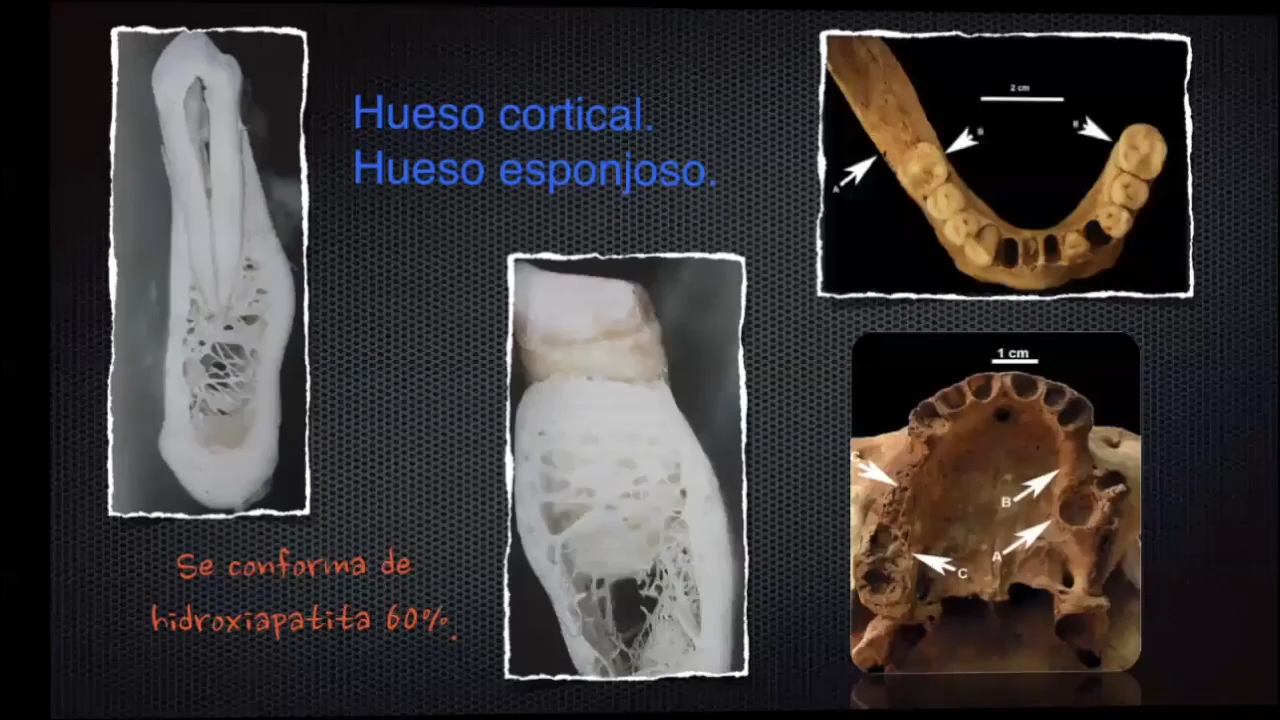 Hueso cortical.
Hueso esponjoso.
Se conforma de
hidroxiapatita 60%.
2 cm
B
B
A
1 cm
C
B
A
C